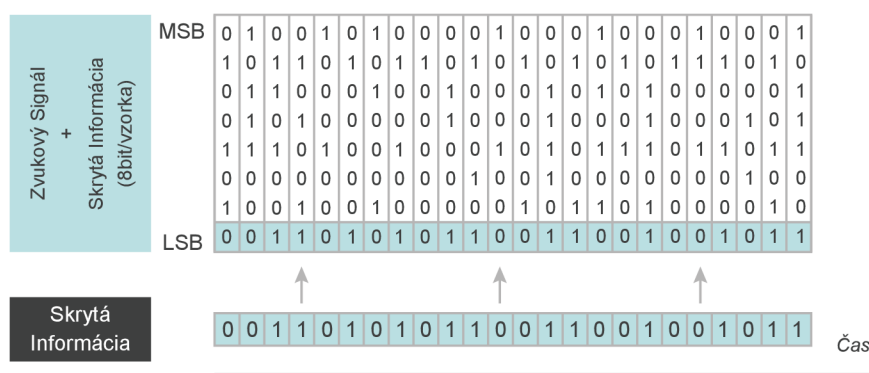 Zvukový Signál
+
Skrytá Informácia
(8bit/vzorka)
MSB 0 1 0 0 1 0 1 0 0 0 0 1 0 0 0 1 0 0 0 1 0 0 0 1
1 0 1 1 0 1 0 1 1 0 1 0 1 0 1 0 1 0 1 1 1 0 1 0
0 1 1 0 0 0 1 0 0 1 0 0 1 0 1 0 1 0 1 0 0 0 0 1
0 1 0 1 0 0 0 0 0 1 0 0 0 0 0 0 0 1 0 0 0 1 0 1
1 1 0 1 0 0 0 1 0 0 0 1 0 1 0 1 1 1 0 1 1 0 1 1
0 0 0 0 0 0 0 0 0 0 1 0 0 0 1 0 0 0 0 0 0 0 0 0
1 0 0 1 0 0 1 0 0 0 0 0 1 0 1 1 0 1 0 0 0 0 1 0
LSB 0 0 1 1 0 1 0 1 0 1 1 0 0 1 1 0 0 1 0 0 1 0 1 1
Skrytá
Informácia
0 0 1 1 0 1 0 1 0 1 1 0 0 1 1 0 0 1 0 0 1 0 1 1
Čas